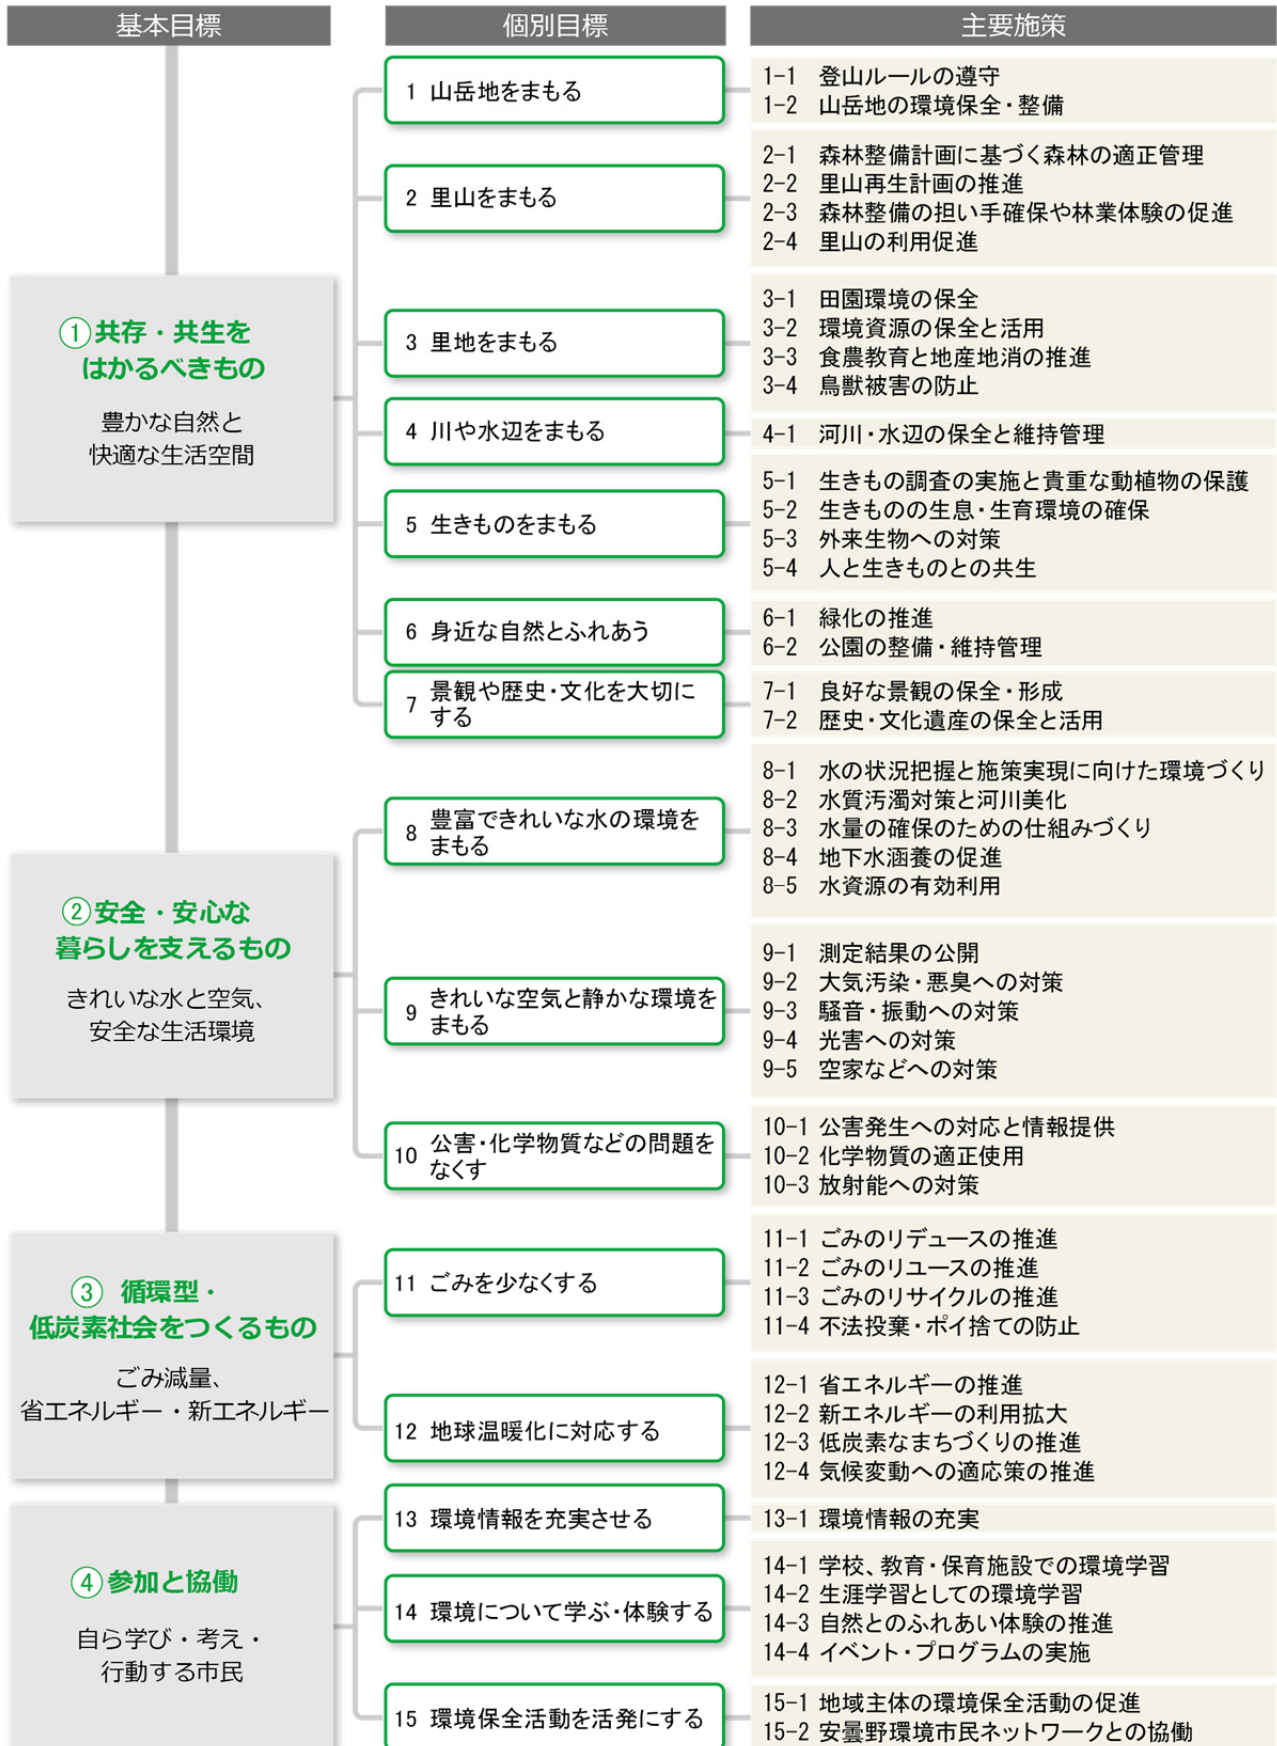 基本目標
個別目標
主要施策
①共存・共生を
はかるべきもの
豊かな自然と
快適な生活空間
1 山岳地をまもる
1-1 登山ルールの遵守
1-2 山岳地の環境保全・整備
2 里山をまもる
2-1 森林整備計画に基づく森林の適正管理
2-2 里山再生計画の推進
2-3 森林整備の担い手確保や林業体験の促進
2-4 里山の利用促進
3 里地をまもる
3-1 田園環境の保全
3-2 環境資源の保全と活用
3-3 食農教育と地産地消の推進
3-4 鳥獣被害の防止
4 川や水辺をまもる
4-1 河川・水辺の保全と維持管理
5 生きものをまもる
5-1 生きもの調査の実施と貴重な動植物の保護
5-2 生きものの生息・生育環境の確保
5-3 外来生物への対策
5-4 人と生きものとの共生
6 身近な自然とふれあう
6-1 緑化の推進
6-2 公園の整備・維持管理
7 景観や歴史・文化を大切に
する
7-1 良好な景観の保全・形成
7-2 歴史・文化遺産の保全と活用
②安全・安心な
暮らしを支えるもの
きれいな水と空気、
安全な生活環境
8 豊富できれいな水の環境を
まもる
8-1 水の状況把握と施策実現に向けた環境づくり
8-2 水質汚濁対策と河川美化
8-3 水量の確保のための仕組みづくり
8-4 地下水涵養の促進
8-5 水資源の有効利用
9 きれいな空気と静かな環境を
まもる
9-1 測定結果の公開
9-2 大気汚染・悪臭への対策
9-3 騒音・振動への対策
9-4 光害への対策
9-5 空家などへの対策
10 公害・化学物質などの問題を
なくす
10-1 公害発生への対応と情報提供
10-2 化学物質の適正使用
10-3 放射能への対策
③ 循環型・
低炭素社会をつくるもの
ごみ減量、
省エネルギー・新エネルギー
11 ごみを少なくする
11-1 ごみのリデュースの推進
11-2 ごみのリユースの推進
11-3 ごみのリサイクルの推進
11-4 不法投棄・ポイ捨ての防止
12 地球温暖化に対応する
12-1 省エネルギーの推進
12-2 新エネルギーの利用拡大
12-3 低炭素なまちづくりの推進
12-4 気候変動への適応策の推進
④参加と協働
自ら学び・考え・
行動する市民
13 環境情報を充実させる
13-1 環境情報の充実
14 環境について学ぶ・体験する
14-1 学校、教育・保育施設での環境学習
14-2 生涯学習としての環境学習
14-3 自然とのふれあい体験の推進
14-4 イベント・プログラムの実施
15 環境保全活動を活発にする
15-1 地域主体の環境保全活動の促進
15-2 安曇野環境市民ネットワークとの協働